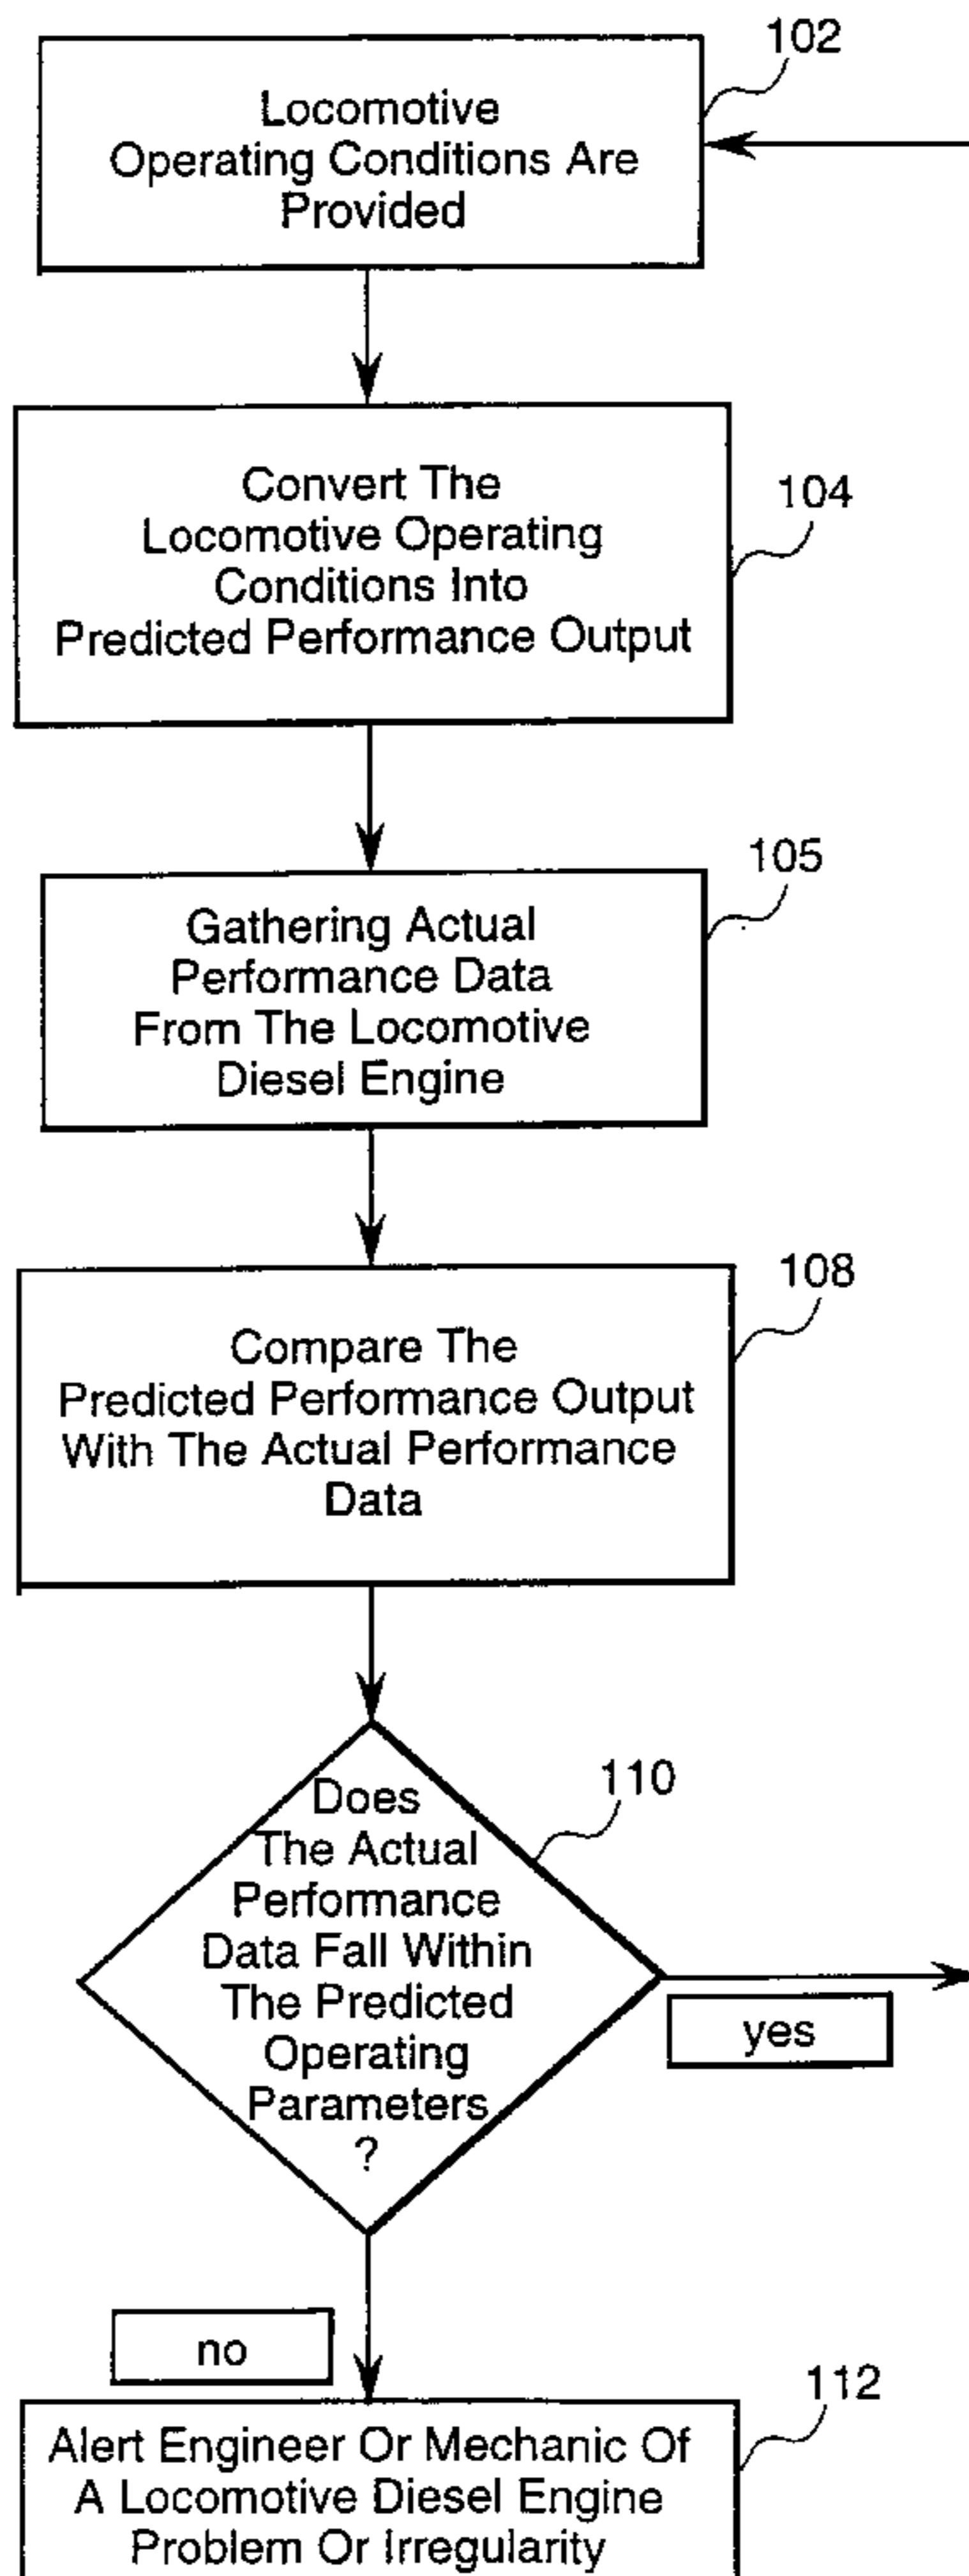 102
Locomotive
Operating Conditions Are
Provided
104
Convert The
Locomotive Operating
Conditions Into
Predicted Performance Output
105
Gathering Actual
Performance Data
From The Locomotive
Diesel Engine
108
Compare The
Predicted Performance Output
With The Actual Performance
Data
110
Does
The Actual
Performance
Data Fall Within
The Predicted
Operating
Parameters
?
yes
no
112
Alert Engineer Or Mechanic Of
A Locomotive Diesel Engine
Problem Or Irregularity